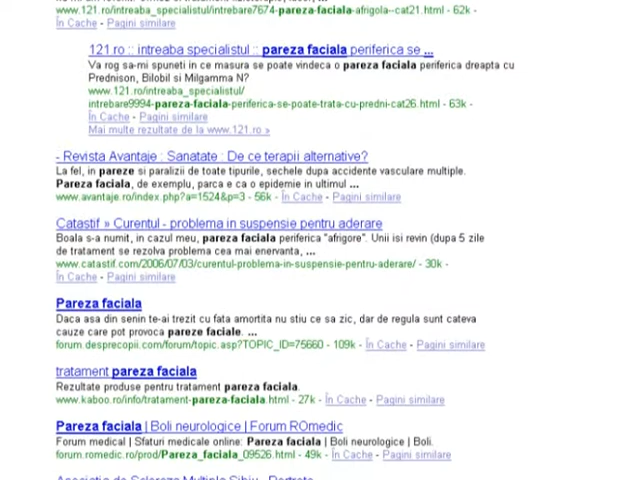 www.121.ro/intreaba_specialistul/intrebare7674-pareza-faciala-afrigola--cat21.html - 62k -
În Cache - Pagini similare
121 ro :: intreaba specialistul :: pareza faciala periferica se ...
Va rog sa-mi spuneti in ce masura se poate vindeca o pareza faciala periferica dreapta cu
Prednison, Bilobil si Milgamma N?
www.121.ro/intreaba_specialistul/
intrebare9994-pareza-faciala-periferica-se-poate-trata-cu-predni-cat26.html - 63k -
În Cache - Pagini similare
Mai multe rezultate de la www.121.ro »
- Revista Avantaje : Sanatate : De ce terapii alternative?
La fel, in pareze si paralizii de toate tipurile, sechele dupa accidente vasculare multiple.
Pareza faciala, de exemplu, parca e ca o epidemie in ultimul ...
www.avantaje.ro/index.php?a=1524&p=3 - 56k - În Cache - Pagini similare
Catastif » Curentul - problema in suspensie pentru aderare
Boala s-a numit, in cazul meu, pareza faciala periferica "afrigore". Unii isi revin (dupa 5 zile
de tratament se rezolva problema cea mai enervanta, ...
www.catastif.com/2006/07/03/curentul-problema-in-suspensie-pentru-aderare/ - 30k -
În Cache - Pagini similare
Pareza faciala
Daca asa din senin te-ai trezit cu fata amortita nu stiu ce sa zic, dar de regula sunt cateva
cauze care pot provoca pareze faciale. ...
forum.desprecopii.com/forum/topic.asp?TOPIC_ID=75660 - 109k - În Cache - Pagini similare
tratament pareza faciala
Rezultate produse pentru tratament pareza faciala.
www.kaboo.ro/info/tratament-pareza-faciala.html - 27k - În Cache - Pagini similare
Pareza faciala | Boli neurologice | Forum ROmedic
Forum medical | Sfaturi medicale online: Pareza faciala | Boli neurologice | Boli.
forum.romedic.ro/prod/Pareza_faciala_09526.html - 49k - În Cache - Pagini similare